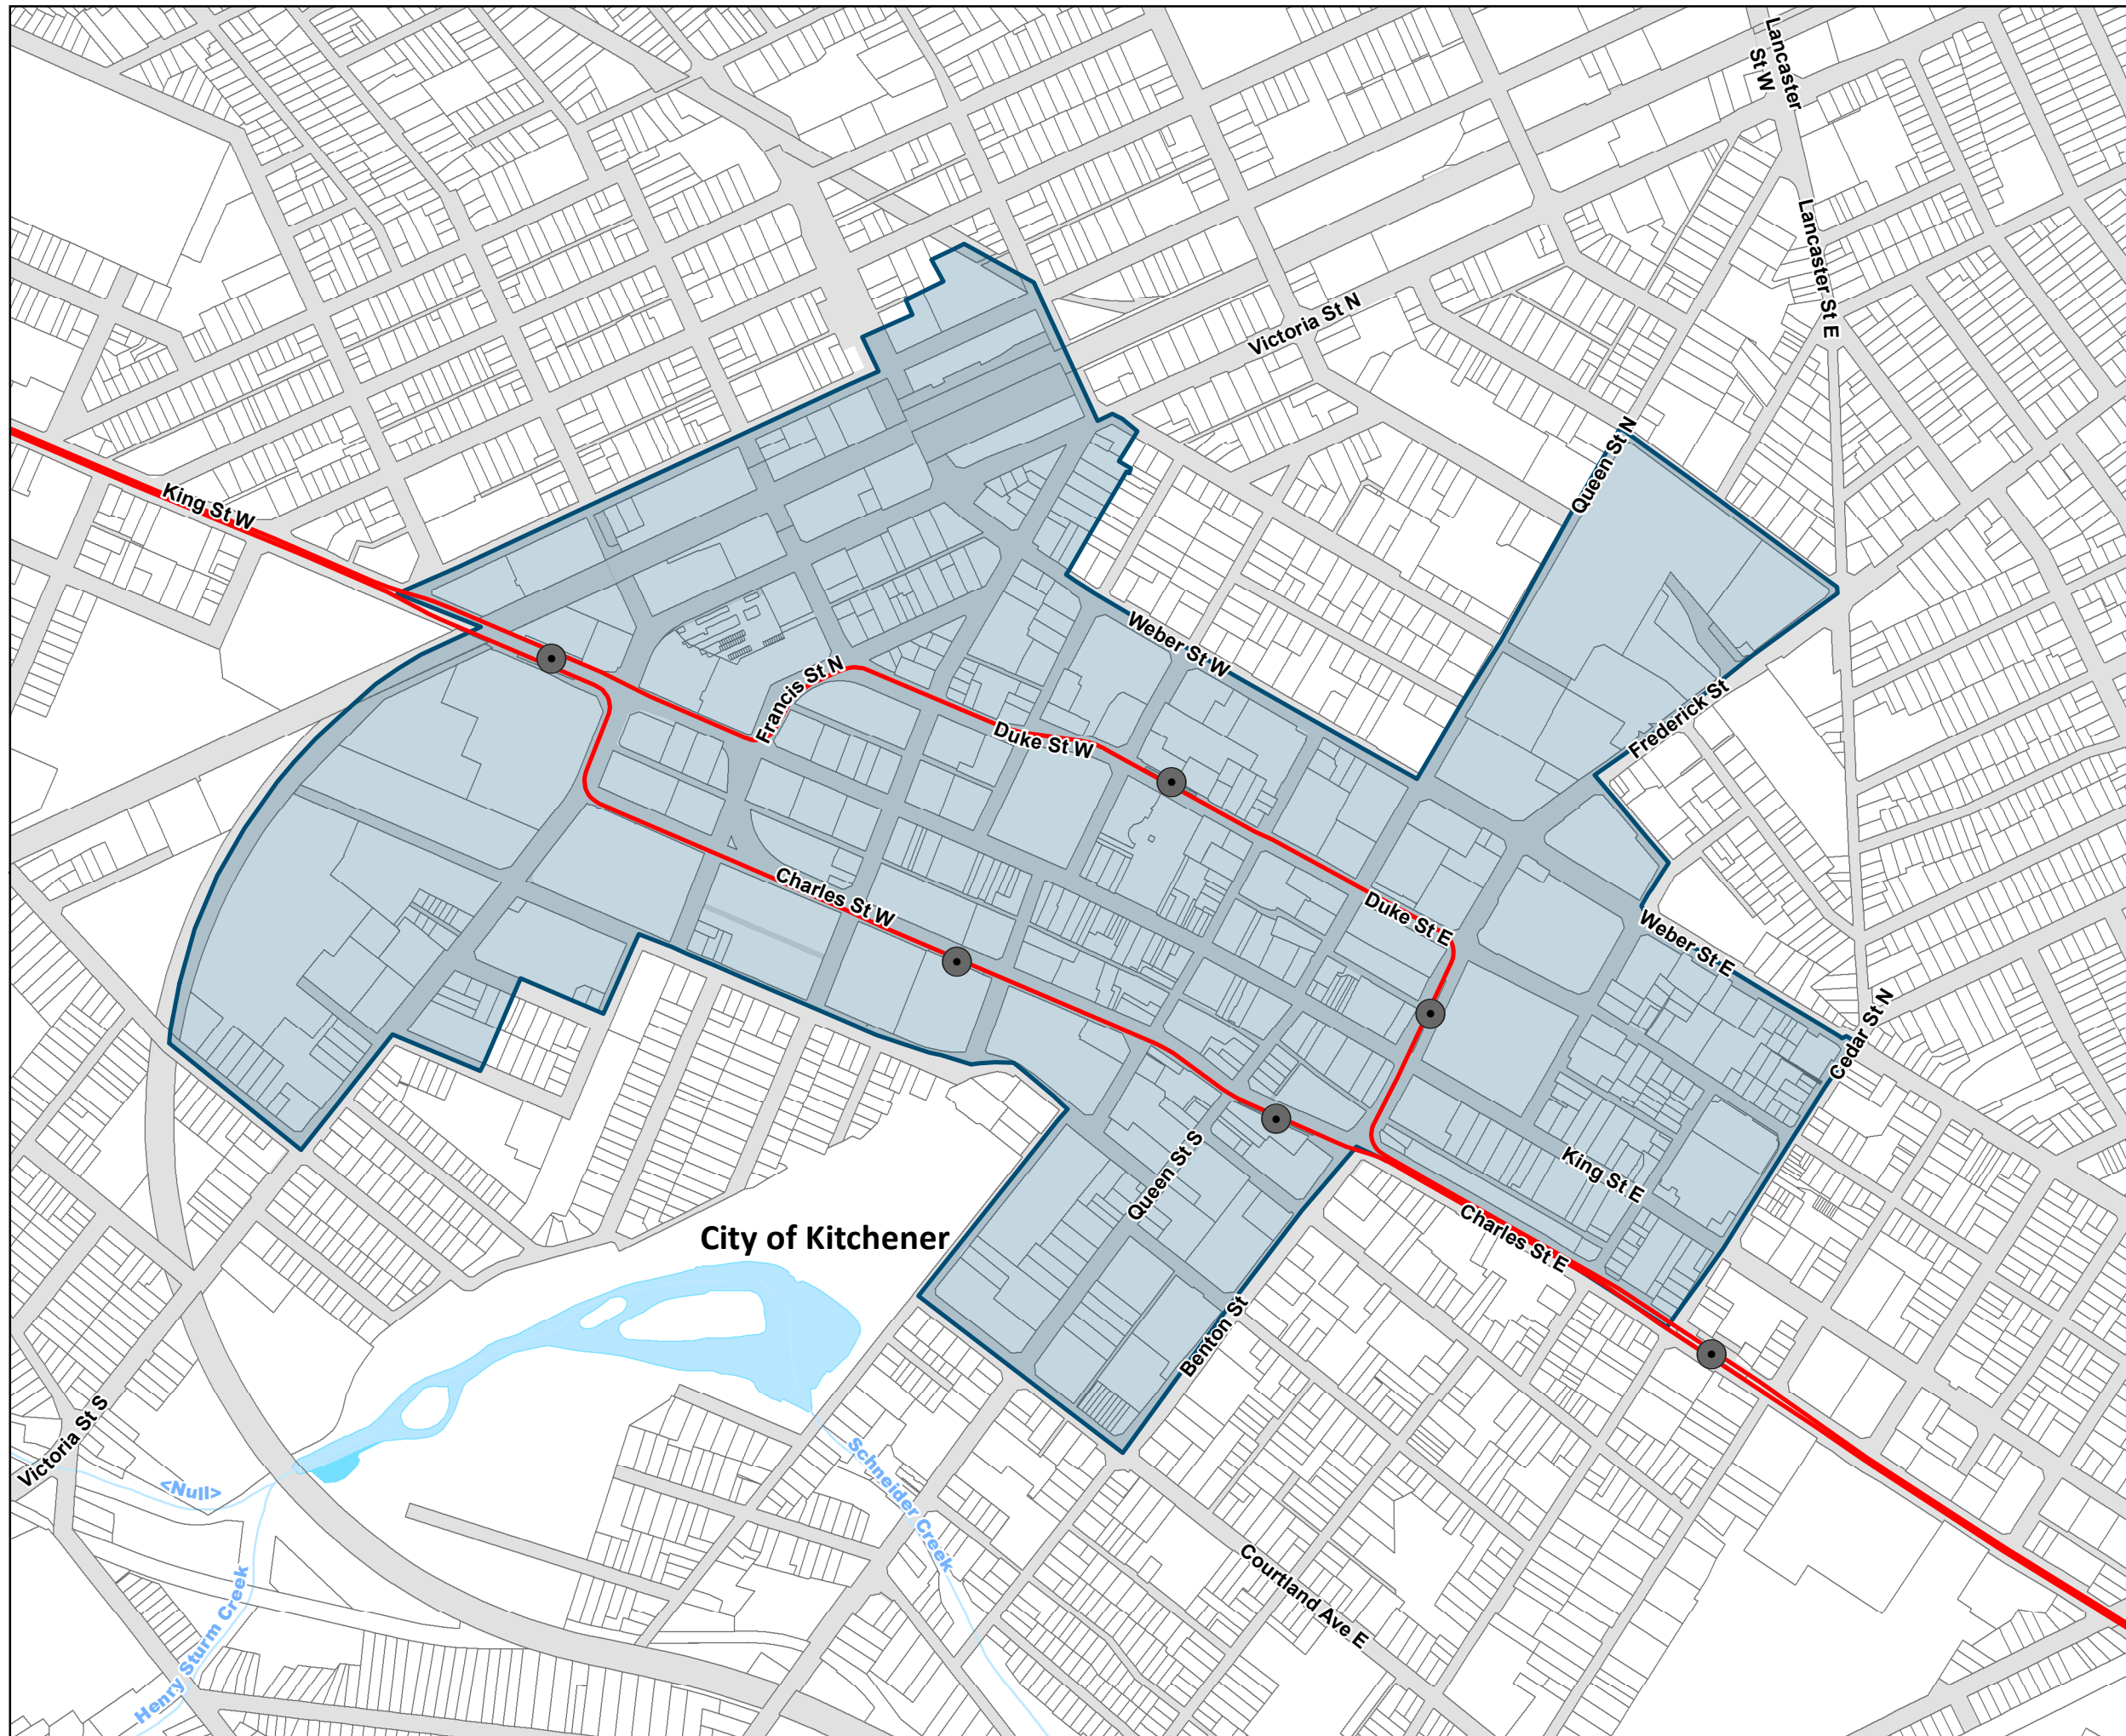 Lancaster
St W
Lancaster St E
Victoria St N
Queen St N
King St W
Weber St W
Francis St N
Duke St W
Frederick St
Charles St W
Duke St E
Weber St E
Cedar St N
Queen St S
King St E
City of Kitchener
Charles St E
Benton St
Victoria St S
<Null>
Schneider Creek
Courtland Ave E
Henry Sturm Creek